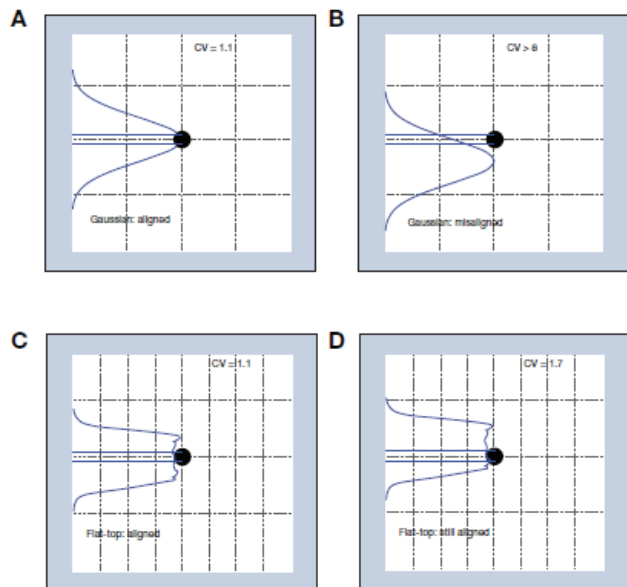 A
CV = 1.1
Gaussian: aligned
B
CV > 8
Gaussian: misaligned
C
CV = 1.1
Flat-top: aligned
D
CV = 1.7
Flat-top: still aligned